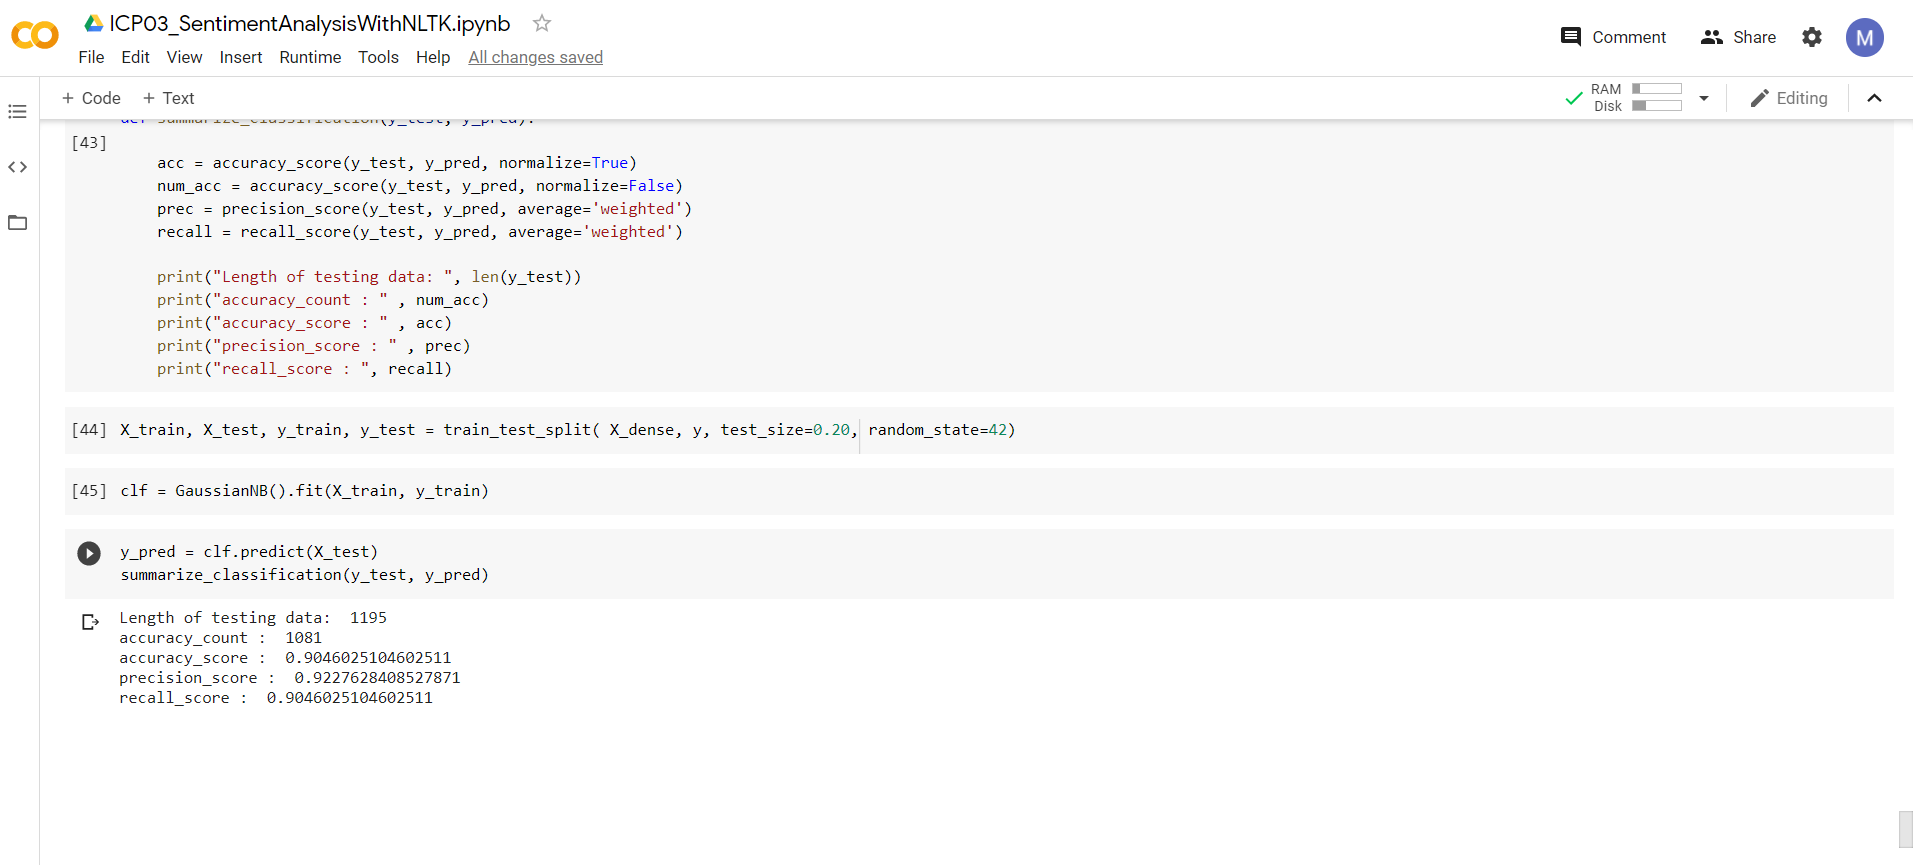 ICP03_SentimentAnalysisWithNLTK.ipynb
File Edit View Insert Runtime Tools Help All changes saved
Comment Share M
+ Code + Text
RAM
Disk
Editing
def summarize_classification(y_test, y_pred):
[43]
acc = accuracy_score(y_test, y_pred, normalize=True)
num_acc = accuracy_score(y_test, y_pred, normalize=False)
prec = precision_score(y_test, y_pred, average='weighted')
recall = recall_score(y_test, y_pred, average='weighted')
print("Length of testing data: ", len(y_test))
print("accuracy_count : " , num_acc)
print("accuracy_score : " , acc)
print("precision_score : " , prec)
print("recall_score : ", recall)
[44] X_train, X_test, y_train, y_test = train_test_split( X_dense, y, test_size=0.20, random_state=42)
[45] clf = GaussianNB().fit(X_train, y_train)
y_pred = clf.predict(X_test)
summarize_classification(y_test, y_pred)
Length of testing data:  1195
accuracy_count :  1081
accuracy_score :  0.9046025104602511
precision_score :  0.9227628408527871
recall_score :  0.9046025104602511